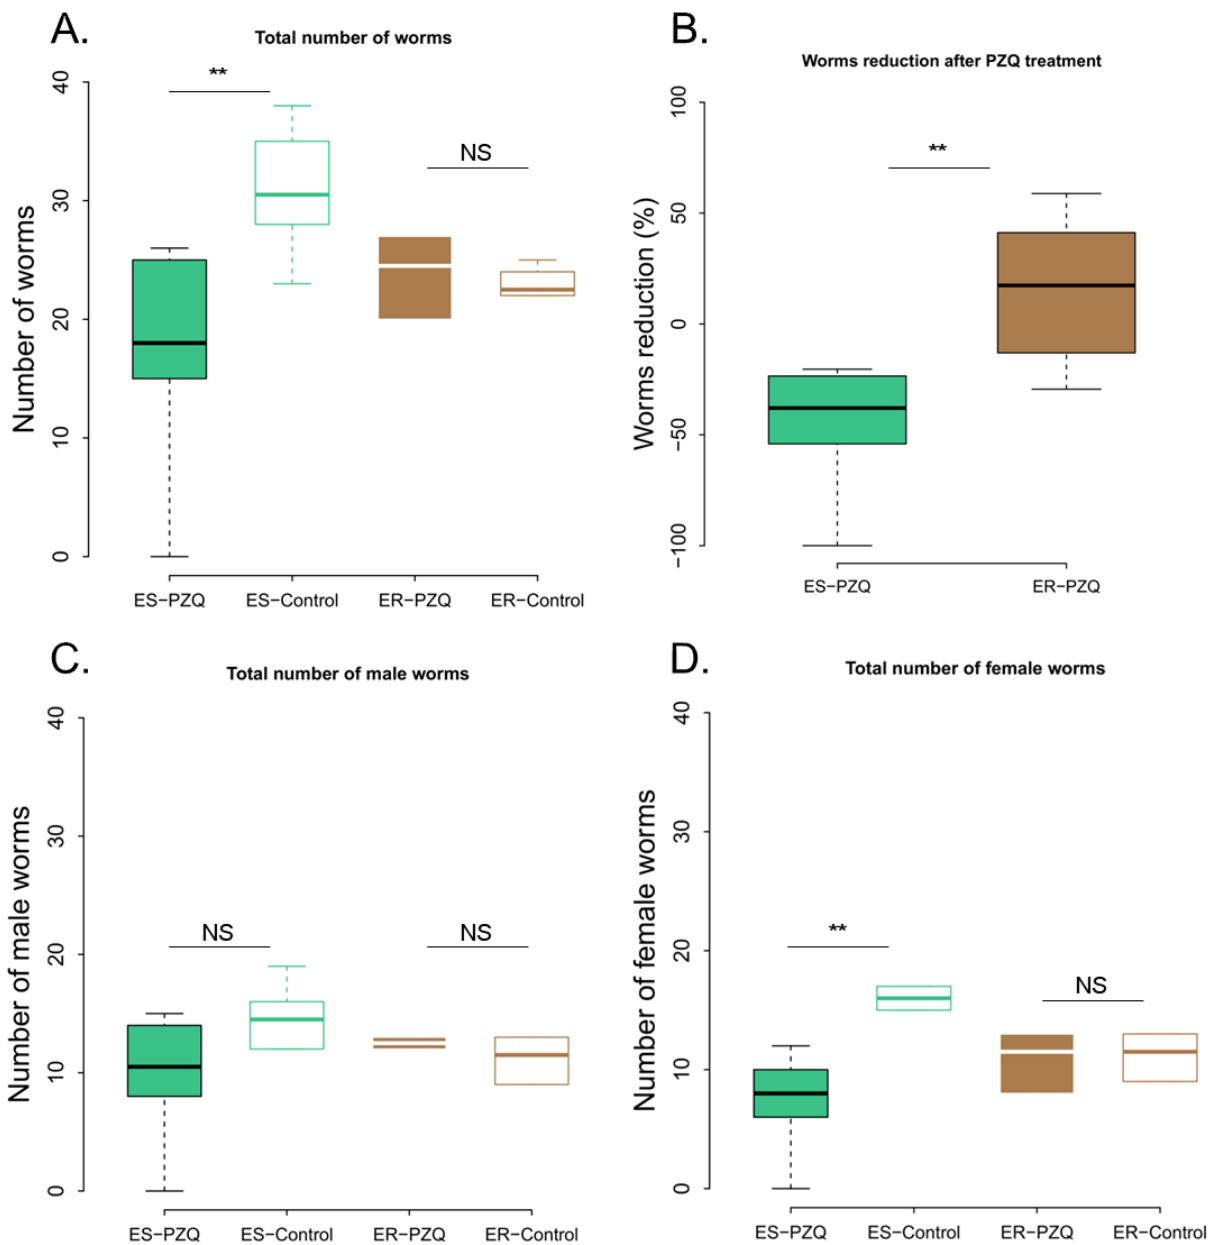 A.
Total number of worms
Number of worms
40
30
20
10
0
**
NS
ES−PZQ ES−Control ER−PZQ ER−Control
B.
Worms reduction after PZQ treatment
Worms reduction (%)
100
50
0
−50
−100
**
ES−PZQ ER−PZQ
C.
Total number of male worms
Number of male worms
40
30
20
10
0
NS
NS
ES−PZQ ES−Control ER−PZQ ER−Control
D.
Total number of female worms
Number of female worms
40
30
20
10
0
**
NS
ES−PZQ ES−Control ER−PZQ ER−Control